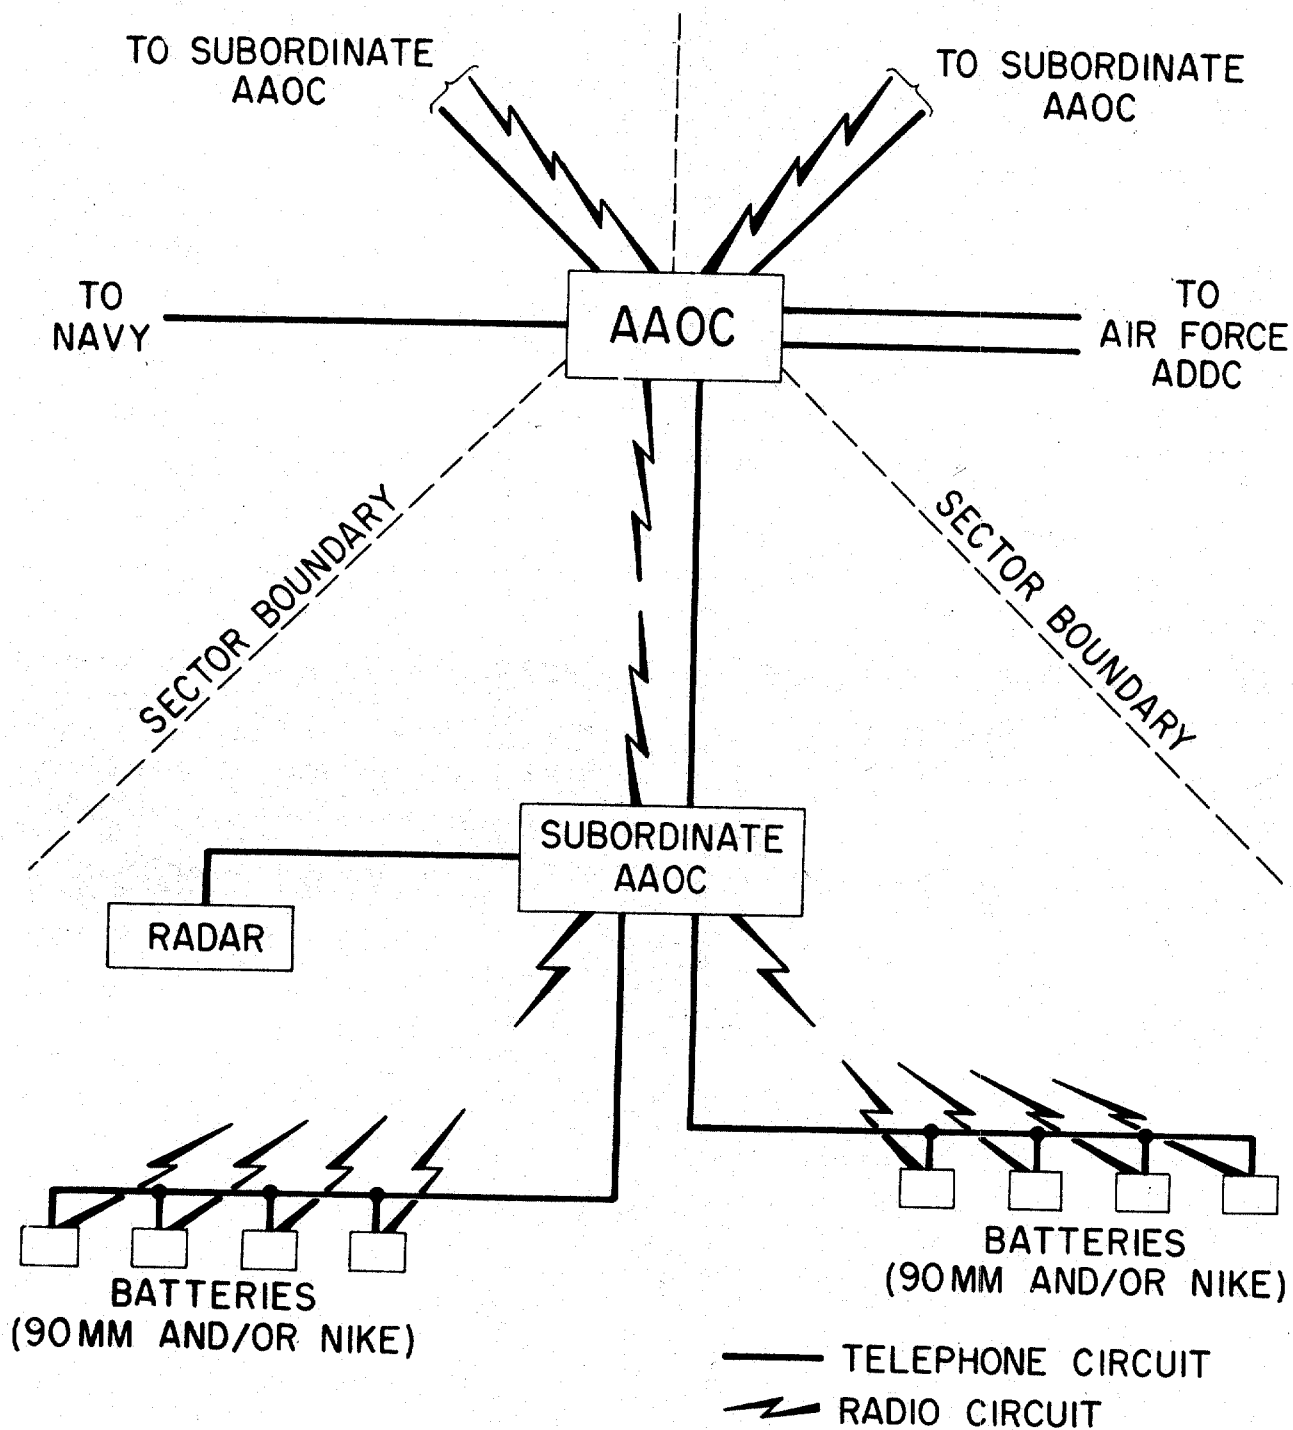 TO SUBORDINATE
AAOC
TO SUBORDINATE
AAOC
TO
NAVY
AAOC
TO
AIR FORCE
ADDC
SECTOR BOUNDARY
SECTOR BOUNDARY
SUBORDINATE
AAOC
RADAR
BATTERIES
(90MM AND/OR NIKE)
BATTERIES
(90MM AND/OR NIKE)
TELEPHONE CIRCUIT
RADIO CIRCUIT